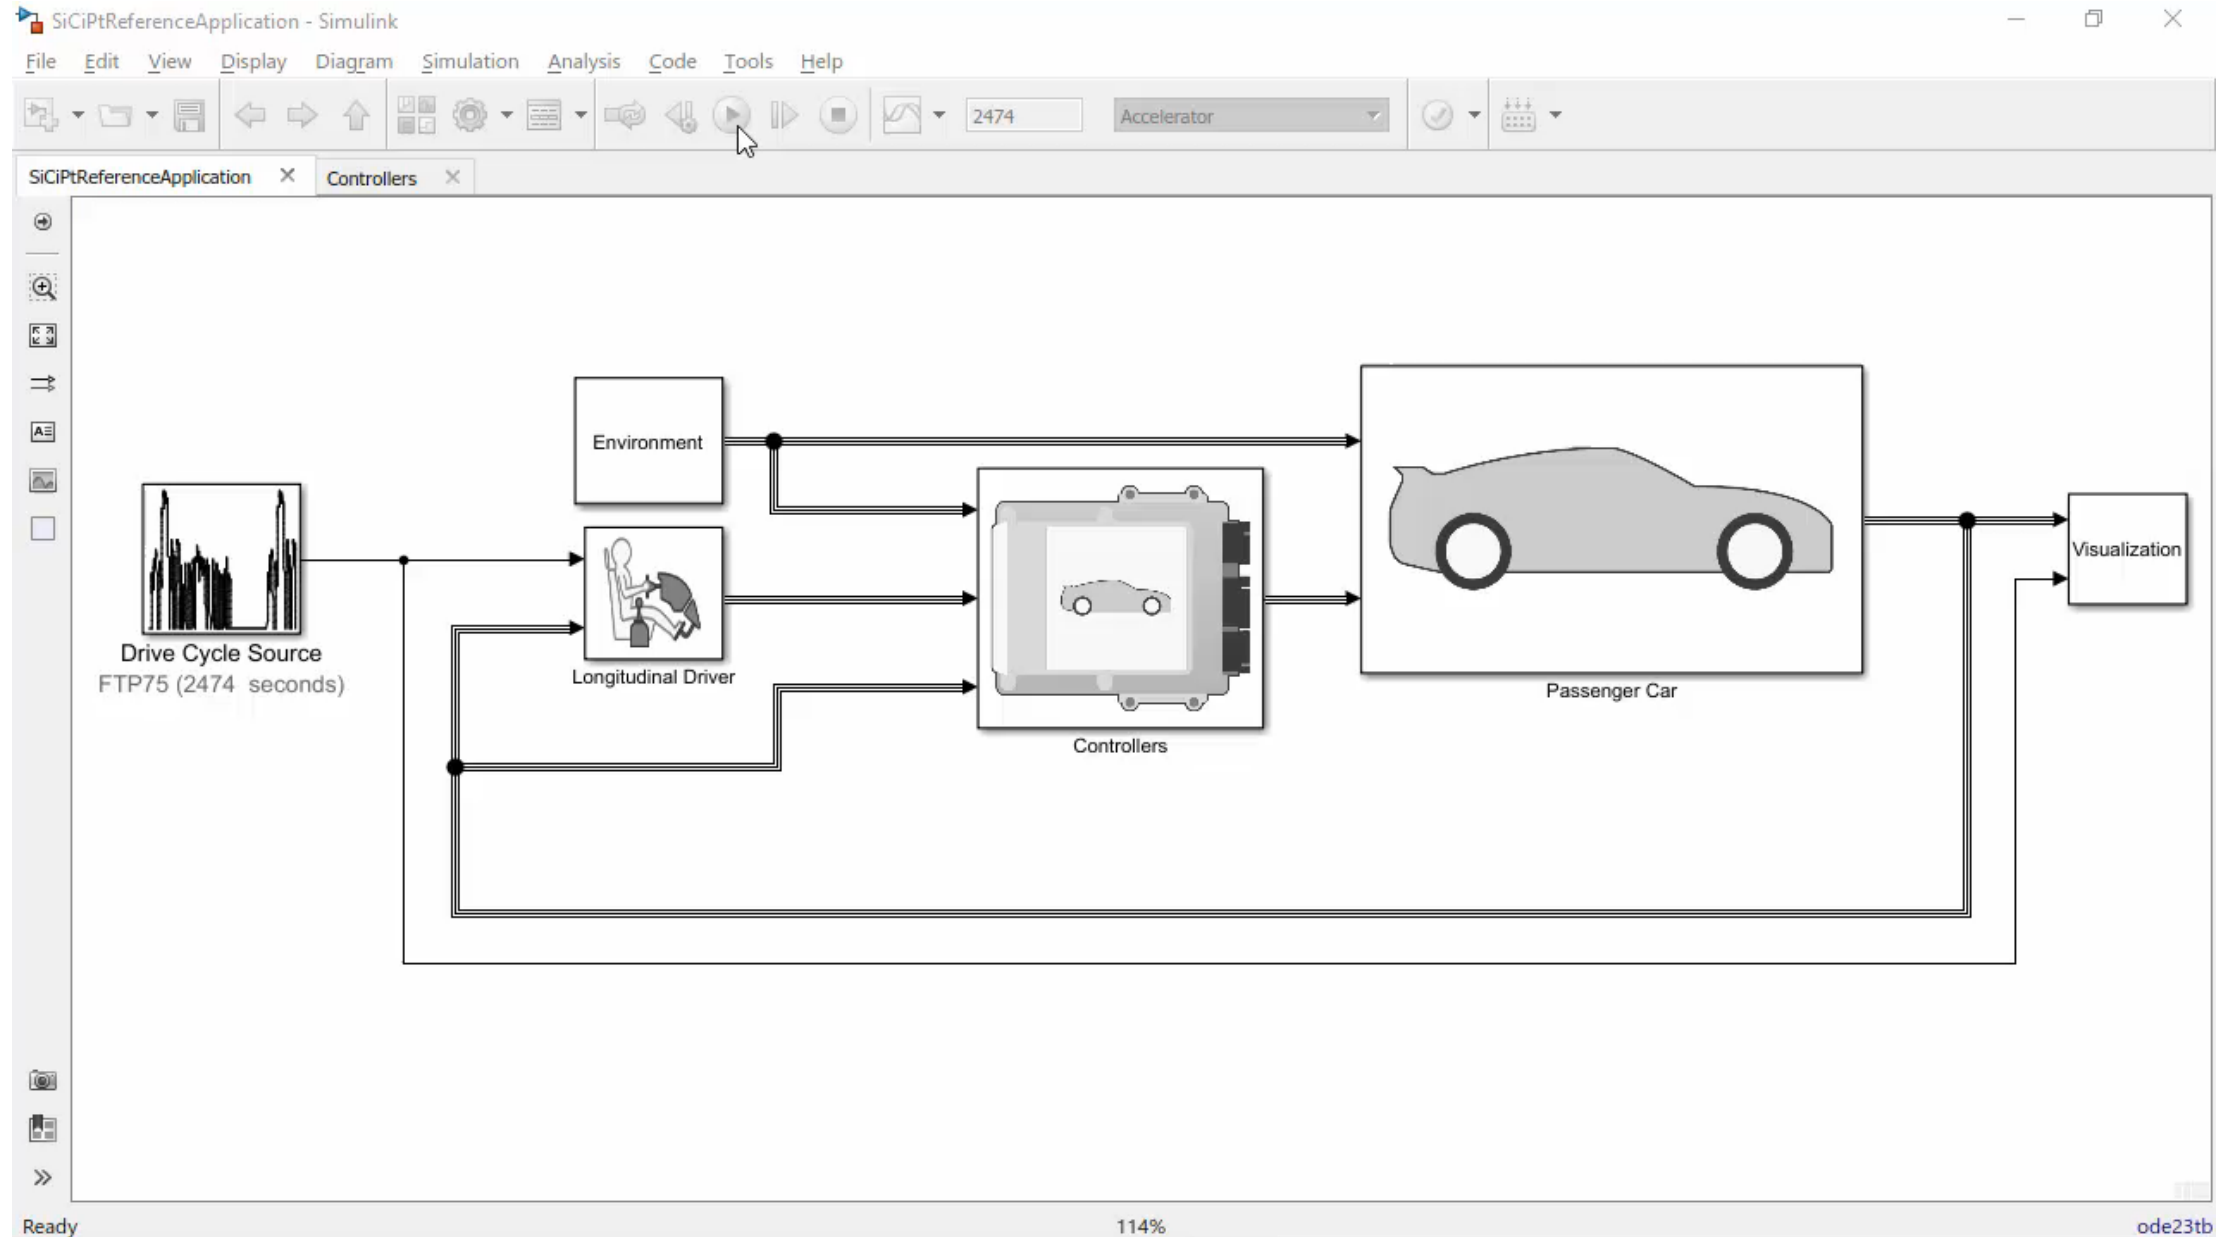 SiCiPtReferenceApplication - Simulink
File Edit View Display Diagram Simulation Analysis Code Tools Help
2474 Accelerator
SiCiPtReferenceApplication Controllers
Environment
Drive Cycle Source
FTP75 (2474 seconds)
Longitudinal Driver
Controllers
Passenger Car
Visualization
Ready 114% ode23tb